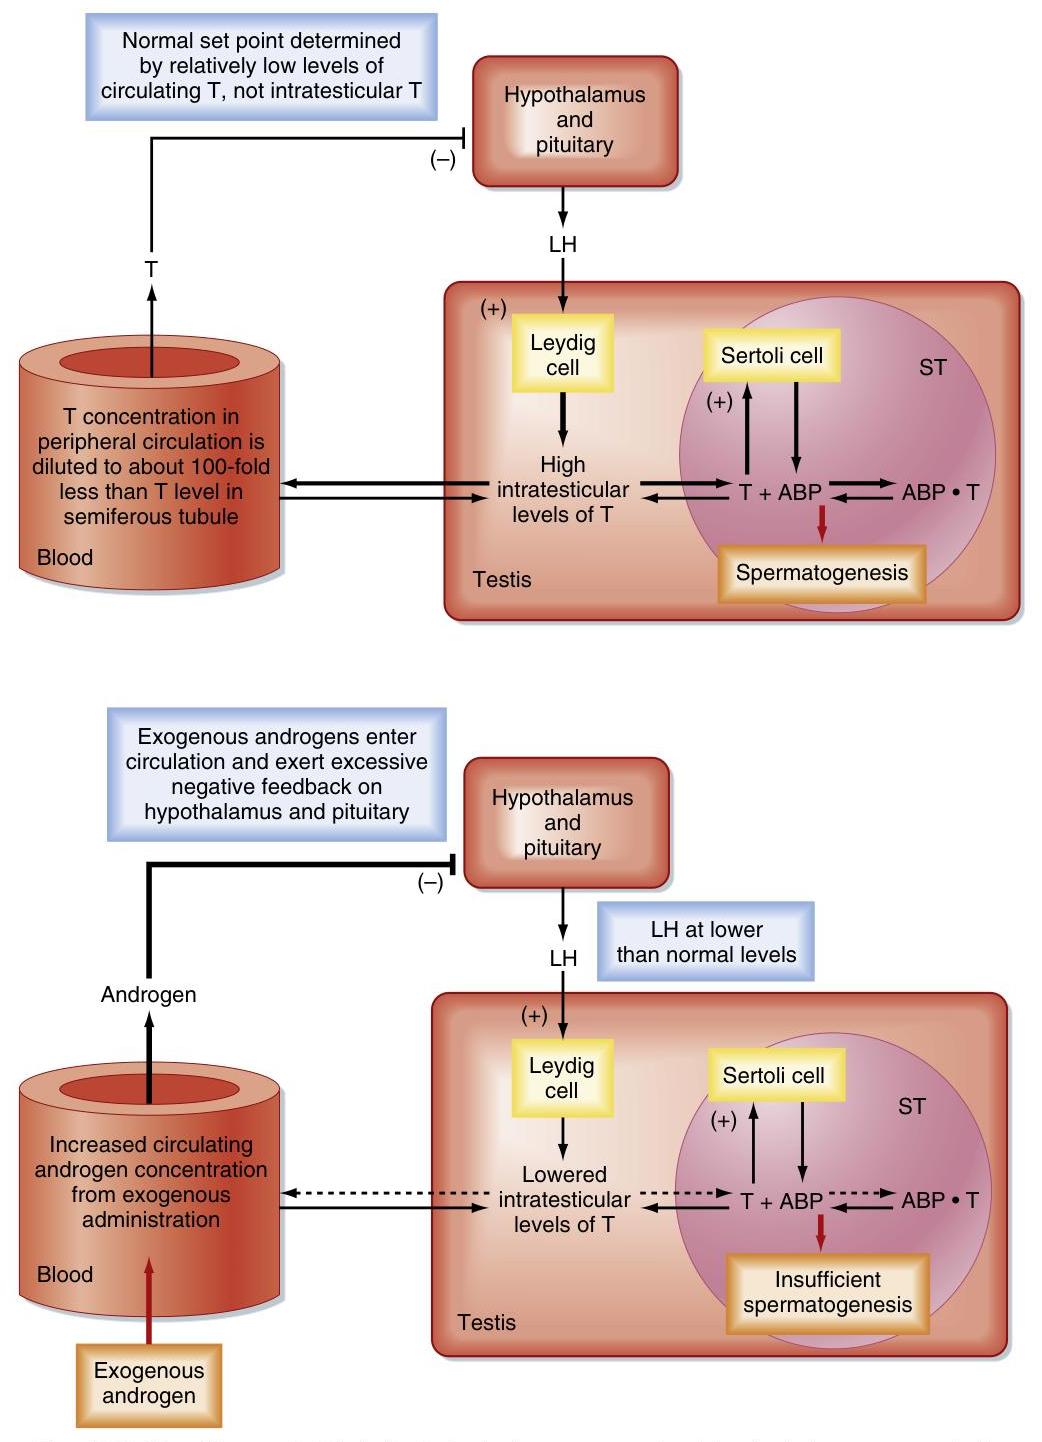 Normal set point determined
by relatively low levels of
circulating T, not intratesticular T
Hypothalamus
and
pituitary
(–)
LH
T
(+)
Leydig
cell
Sertoli cell
ST
(+)
T concentration in
peripheral circulation is
diluted to about 100-fold
less than T level in
semiferous tubule
Blood
High
intratesticular
levels of T
T + ABP
ABP • T
Spermatogenesis
Testis
Exogenous androgens enter
circulation and exert excessive
negative feedback on
hypothalamus and pituitary
Hypothalamus
and
pituitary
(–)
LH at lower
than normal levels
LH
Androgen
(+)
Leydig
cell
Sertoli cell
ST
(+)
Increased circulating
androgen concentration
from exogenous
administration
Blood
Lowered
intratesticular
levels of T
T + ABP
ABP • T
Insufficient
spermatogenesis
Testis
Exogenous
androgen